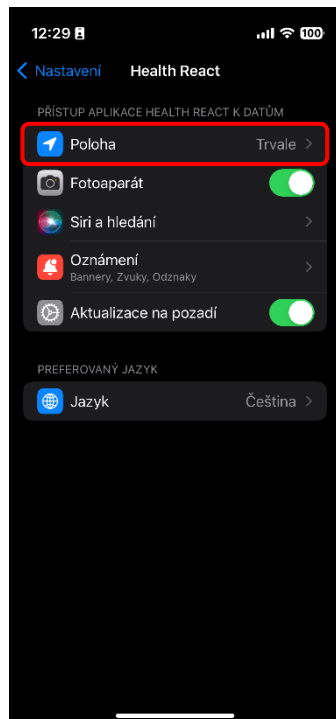 12:29
100
Nastavení
Health React
PŘÍSTUP APLIKACE HEALTH REACT K DATŮM
Poloha
Trvale
Fotoaparát
Siri a hledání
Oznámení
Bannery, Zvuky, Odznaky
Aktualizace na pozadí
PREFEROVANÝ JAZYK
Jazyk
Čeština